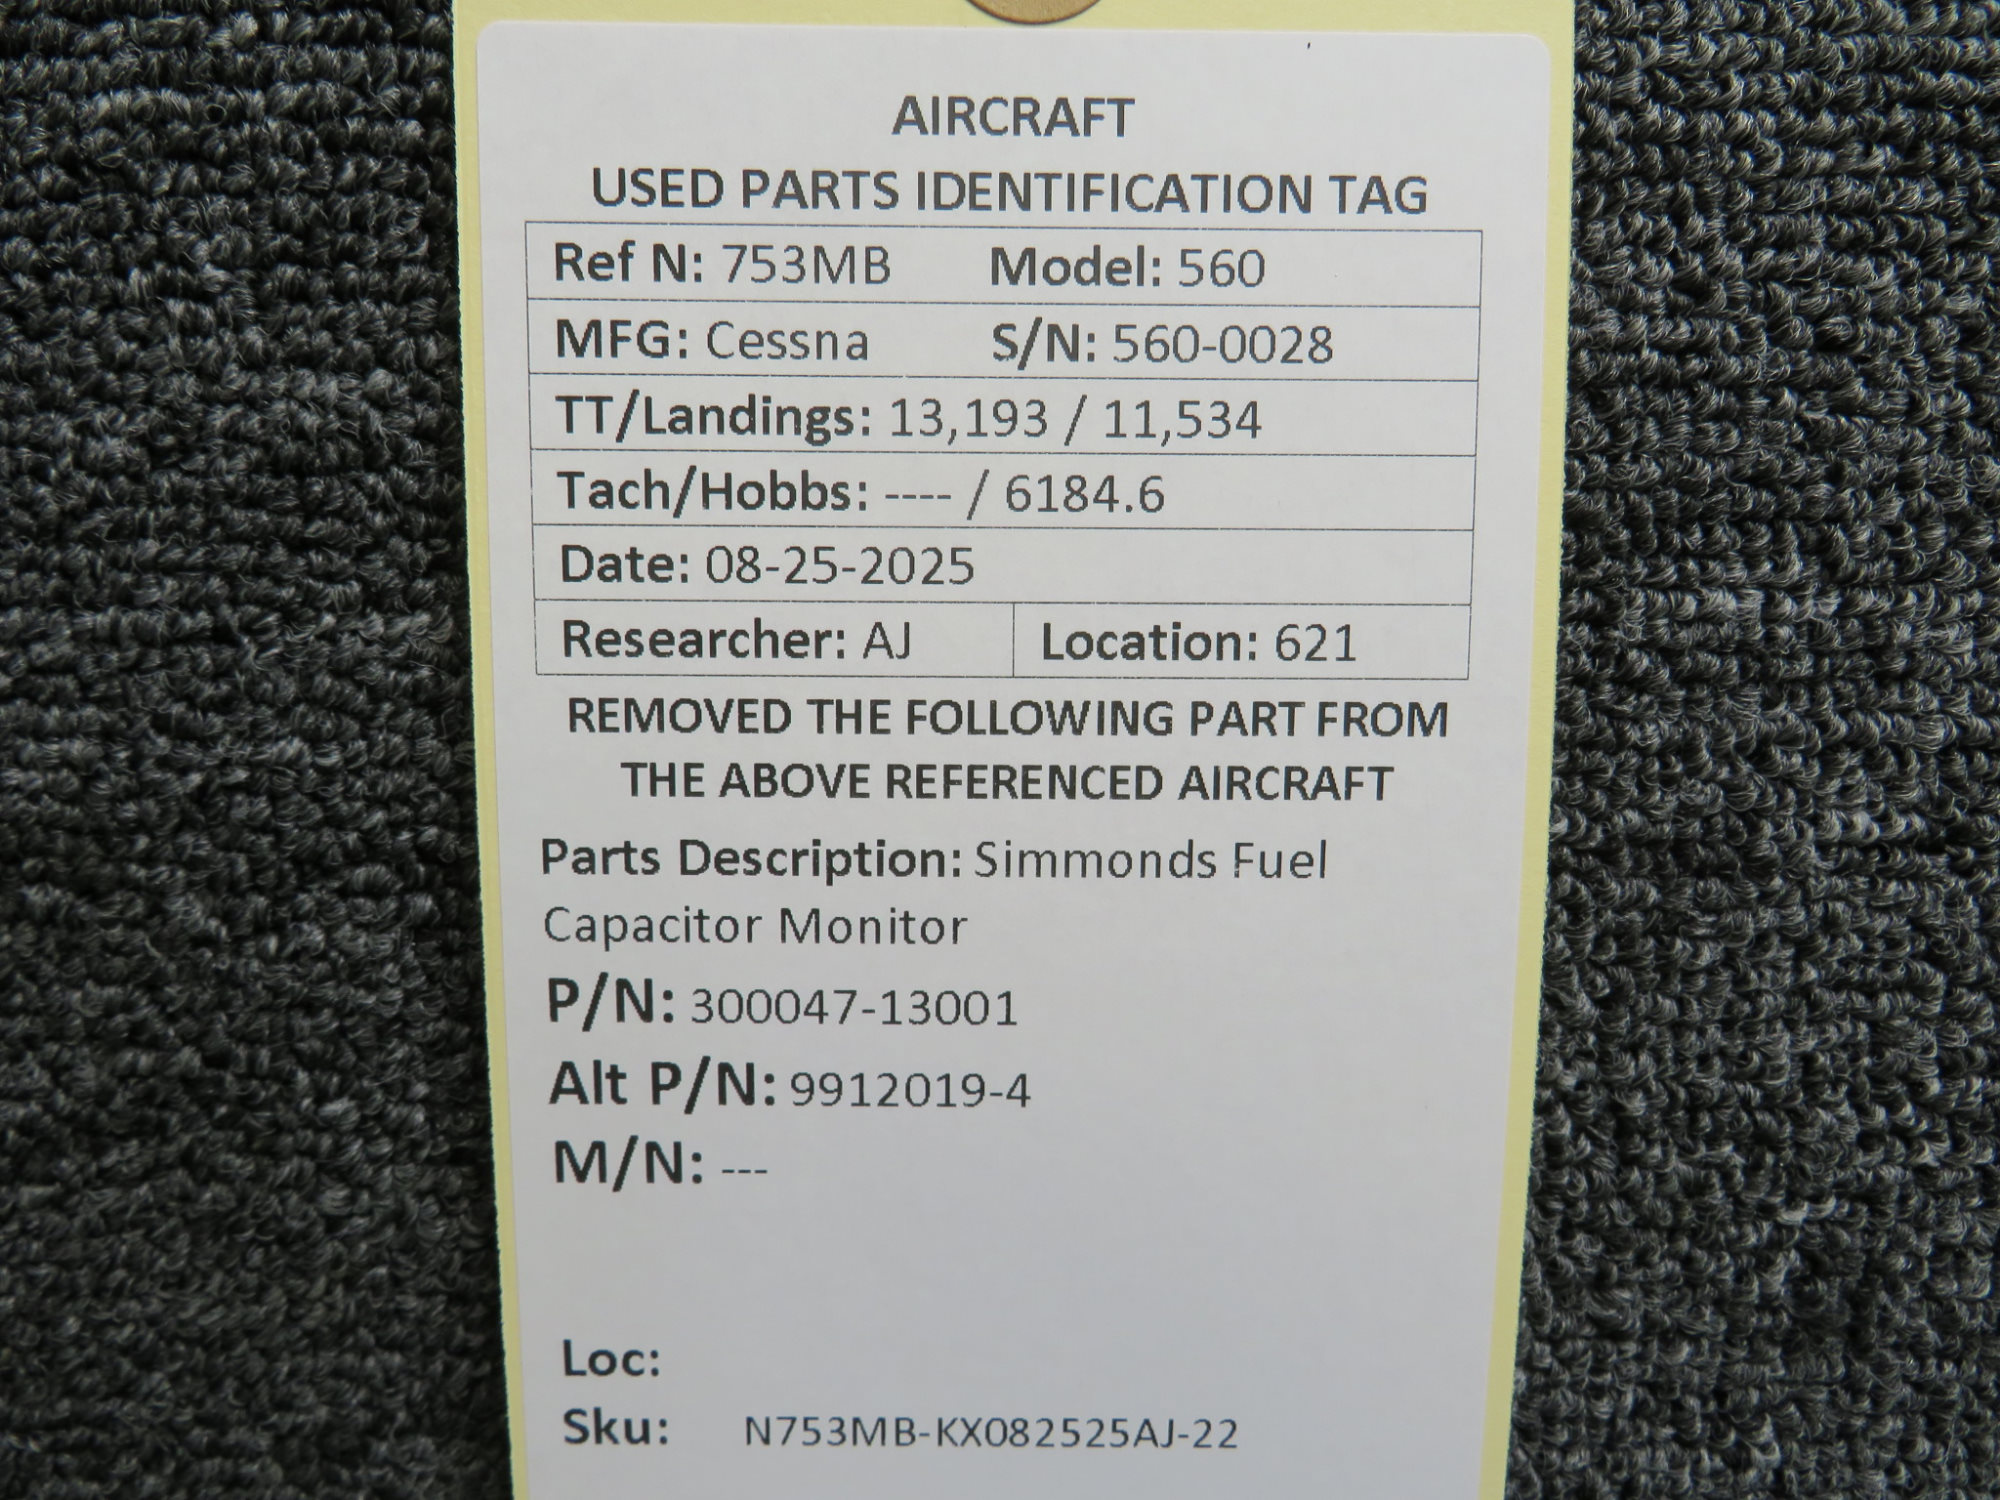 AIRCRAFT
USED PARTS IDENTIFICATION TAG
Ref N: 753MB Model: 560
MFG: Cessna S/N: 560-0028
TT/Landings: 13,193 / 11,534
Tach/Hobbs: ---- / 6184.6
Date: 08-25-2025
Researcher: AJ Location: 621
REMOVED THE FOLLOWING PART FROM
THE ABOVE REFERENCED AIRCRAFT
Parts Description: Simmonds Fuel
Capacitor Monitor
P/N: 300047-13001
Alt P/N: 9912019-4
M/N: ---
Loc:
Sku: N753MB-KX082525AJ-22